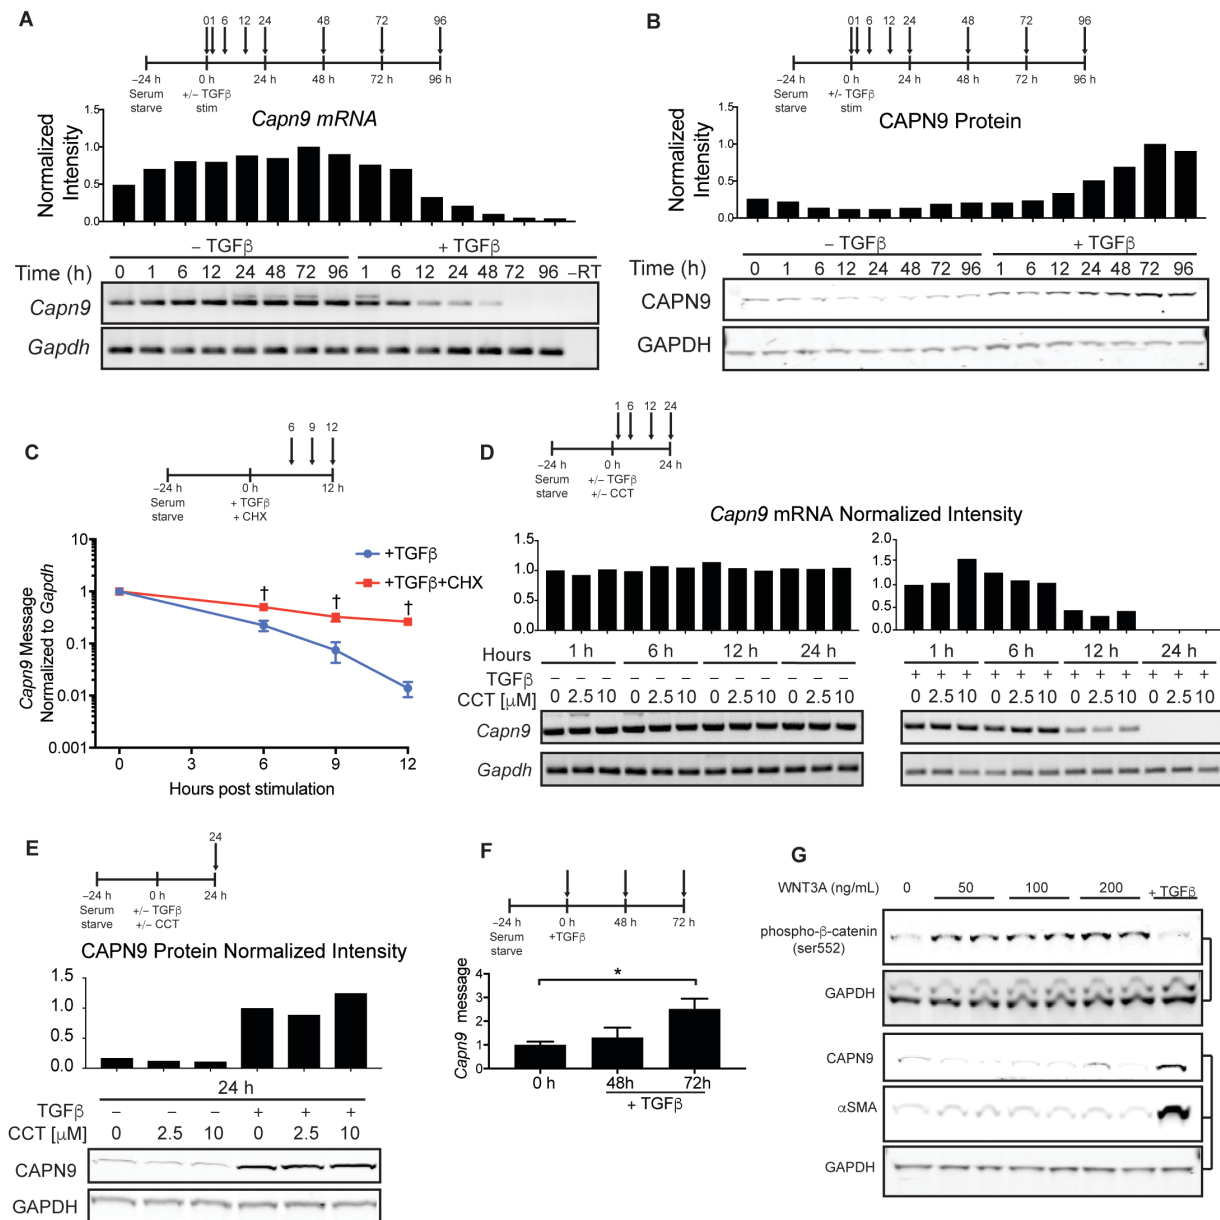 A
0 1 6 12 24 48 72 96
−24 h 0 h 24 h 48 h 72 h 96 h
Serum starve
+/− TGFβ stim
Capn9 mRNA
Normalized Intensity
1.5
1.0
0.5
0.0
− TGFβ + TGFβ
Time (h) 0 1 6 12 24 48 72 96 1 6 12 24 48 72 96 −RT
Capn9
Gapdh
B
0 1 6 12 24 48 72 96
−24 h 0 h 24 h 48 h 72 h 96 h
Serum starve
+/− TGFβ stim
CAPN9 Protein
Normalized Intensity
1.5
1.0
0.5
0.0
− TGFβ + TGFβ
Time (h) 0 1 6 12 24 48 72 96 1 6 12 24 48 72 96
CAPN9
GAPDH
C
6 9 12
−24 h 0 h 12 h
Serum starve
+ TGFβ
+ CHX
Capn9 Message
Normalized to Gapdh
10
1
0.1
0.01
0.001
+TGFβ
+TGFβ+CHX
† † †
0 3 6 9 12
Hours post stimulation
D
1 6 12 24
−24 h 0 h 24 h
Serum starve
+/− TGFβ
+/− CCT
Capn9 mRNA Normalized Intensity
1.5
1.0
0.5
0.0
2.0
1.5
1.0
0.5
0.0
Hours 1 h 6 h 12 h 24 h 1 h 6 h 12 h 24 h
TGFβ − − − − − − − − − − − − + + + + + + + + + + + +
CCT [μM] 0 2.5 10 0 2.5 10 0 2.5 10 0 2.5 10 0 2.5 10 0 2.5 10 0 2.5 10 0 2.5 10
Capn9
Gapdh
E
24
−24 h 0 h 24 h
Serum starve
+/− TGFβ
+/− CCT
CAPN9 Protein Normalized Intensity
1.5
1.0
0.5
0.0
24 h
TGFβ − − − + + +
CCT [μM] 0 2.5 10 0 2.5 10
CAPN9
GAPDH
F
−24 h 0 h 48 h 72 h
Serum starve
+TGFβ
Capn9 message
4
3
2
1
0
*
0 h 48h 72h
+ TGFβ
G
WNT3A (ng/mL) 0 50 100 200 + TGFβ
phospho-β-catenin
(ser552)
GAPDH
CAPN9
αSMA
GAPDH